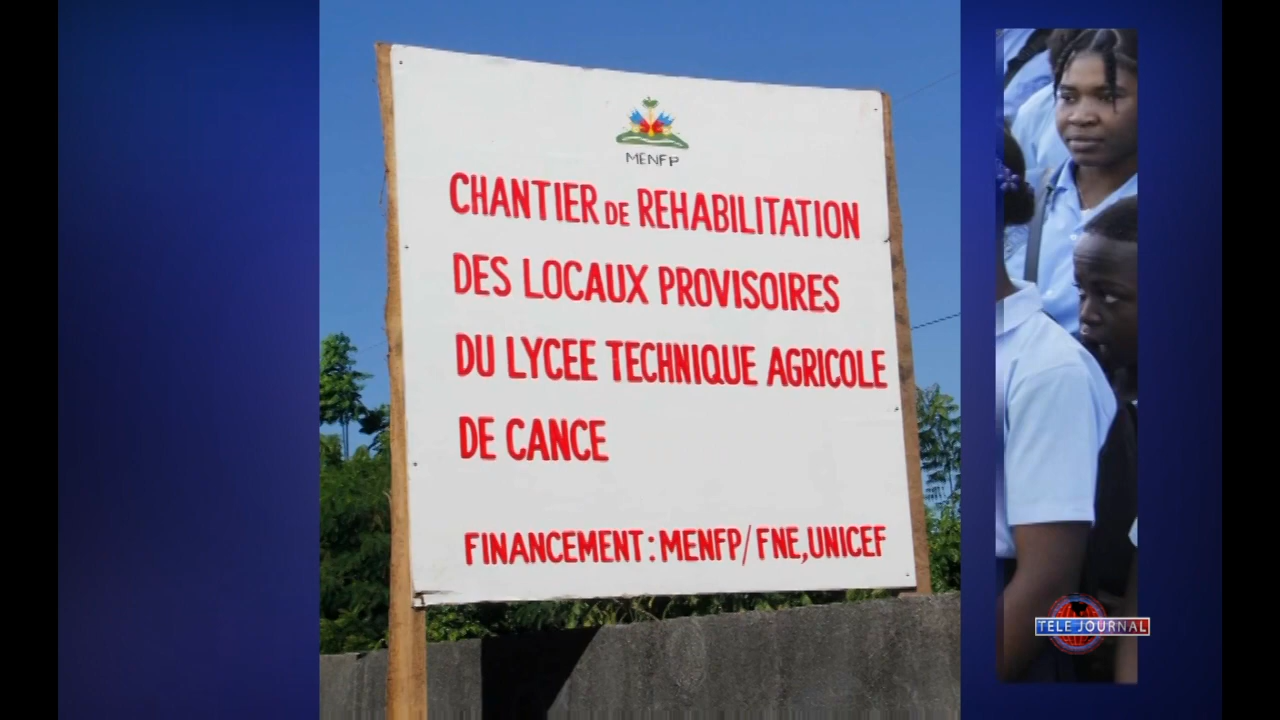 MENFP
CHANTIER DE REHABILITATION
DES LOCAUX PROVISOIRES
DU LYCEE TECHNIQUE AGRICOLE
DE CANCE
FINANCEMENT: MENFP/ FNE, UNICEF
TELE JOURNAL